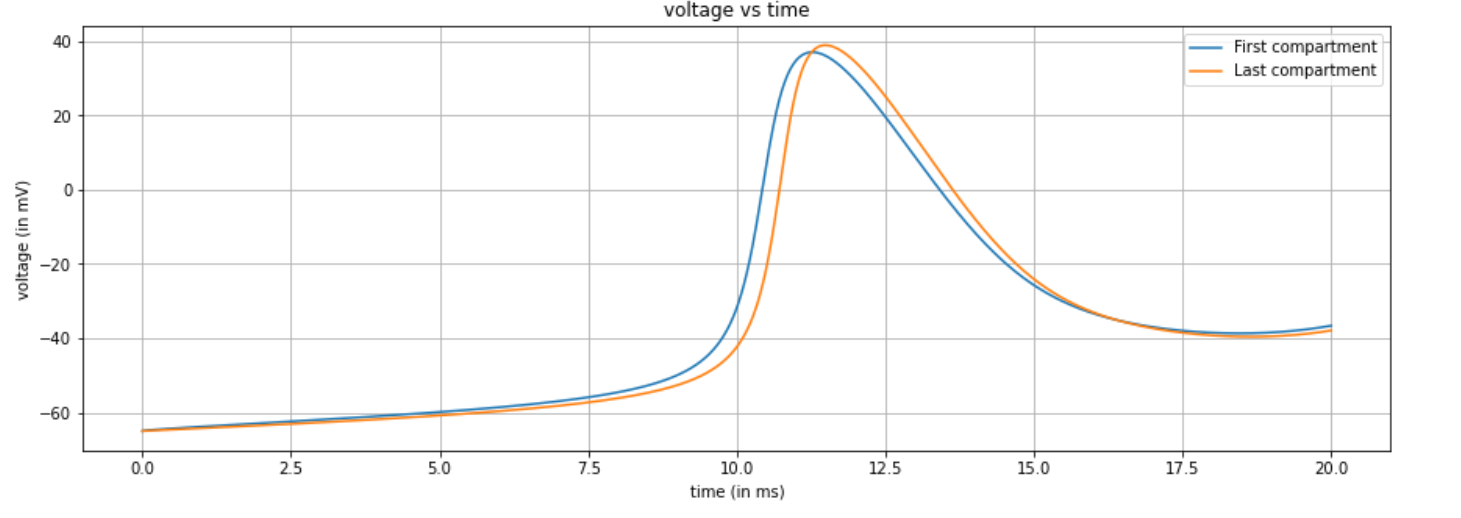 voltage vs time
First compartment
Last compartment
voltage (in mV)
40
20
0
−20
−40
−60
0.0 2.5 5.0 7.5 10.0 12.5 15.0 17.5 20.0
time (in ms)